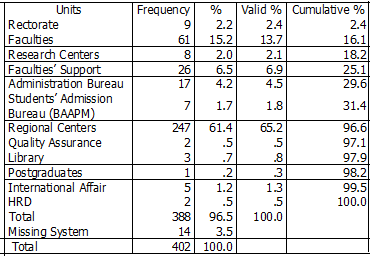 Units Frequency % Valid % Cumulative %
Rectorate 9 2.2 2.4 2.4
Faculties 61 15.2 13.7 16.1
Research Centers 8 2.0 2.1 18.2
Faculties’ Support 26 6.5 6.9 25.1
Administration Bureau 17 4.2 4.5 29.6
Students’ Admission
Bureau (BAAPM) 7 1.7 1.8 31.4
Regional Centers 247 61.4 65.2 96.6
Quality Assurance 2 .5 .5 97.1
Library 3 .7 .8 97.9
Postgraduates 1 .2 .3 98.2
International Affair 5 1.2 1.3 99.5
HRD 2 .5 .5 100.0
Total 388 96.5 100.0
Missing System 14 3.5
Total 402 100.0